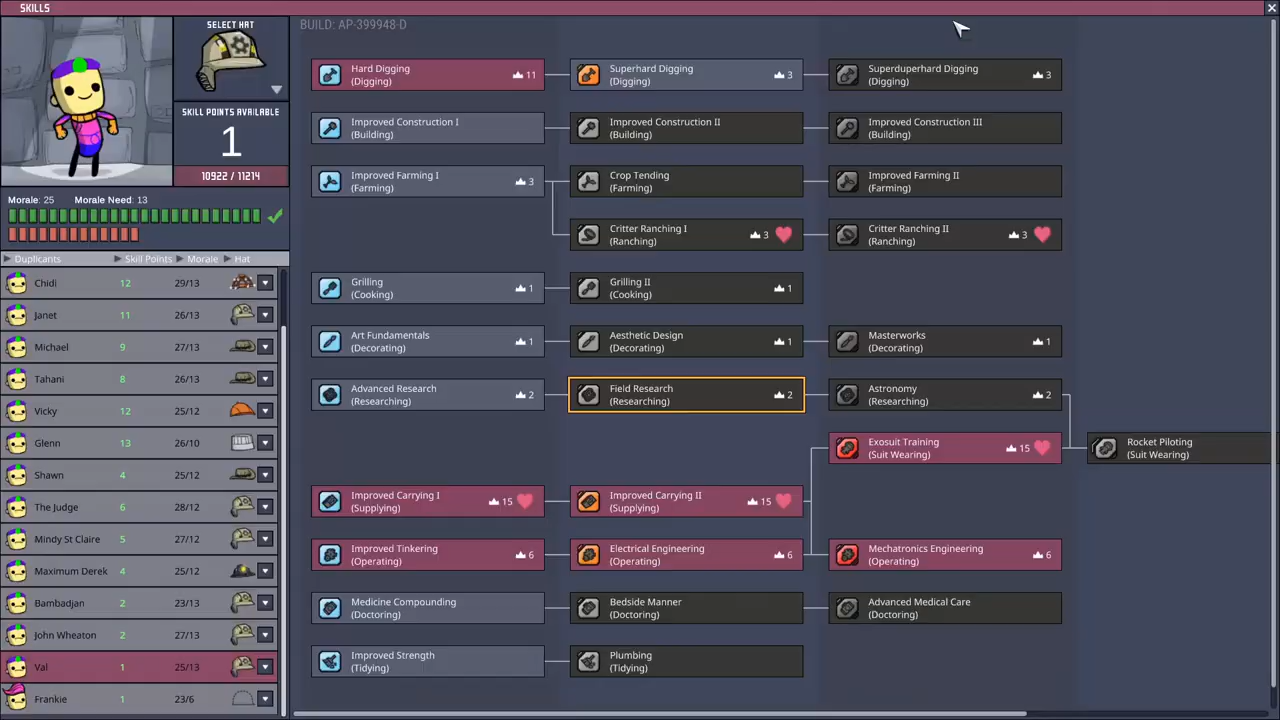 SKILLS
SELECT HAT
SKILL POINTS AVAILABLE
1
10922 / 11214
Morale: 25 Morale Need: 13
Duplicants Skill Points Morale Hat
Chidi 12 29/13
Janet 11 26/13
Michael 9 27/13
Tahani 8 26/13
Vicky 12 25/12
Glenn 13 26/10
Shawn 4 25/12
The Judge 6 28/12
Mindy St Claire 5 27/12
Maximum Derek 4 25/12
Bambadjan 2 23/13
John Wheaton 2 27/13
Val 1 25/13
Frankie 1 23/6
BUILD: AP-399948-D
Hard Digging
(Digging)
11
Superhard Digging
(Digging)
3
Superduperhard Digging
(Digging)
3
Improved Construction I
(Building)
Improved Construction II
(Building)
Improved Construction III
(Building)
Improved Farming I
(Farming)
3
Crop Tending
(Farming)
Improved Farming II
(Farming)
Critter Ranching I
(Ranching)
3
Critter Ranching II
(Ranching)
3
Grilling
(Cooking)
1
Grilling II
(Cooking)
1
Art Fundamentals
(Decorating)
1
Aesthetic Design
(Decorating)
1
Masterworks
(Decorating)
1
Advanced Research
(Researching)
2
Field Research
(Researching)
2
Astronomy
(Researching)
2
Exosuit Training
(Suit Wearing)
15
Rocket Piloting
(Suit Wearing)
Improved Carrying I
(Supplying)
15
Improved Carrying II
(Supplying)
15
Improved Tinkering
(Operating)
6
Electrical Engineering
(Operating)
6
Mechatronics Engineering
(Operating)
6
Medicine Compounding
(Doctoring)
Bedside Manner
(Doctoring)
Advanced Medical Care
(Doctoring)
Improved Strength
(Tidying)
Plumbing
(Tidying)